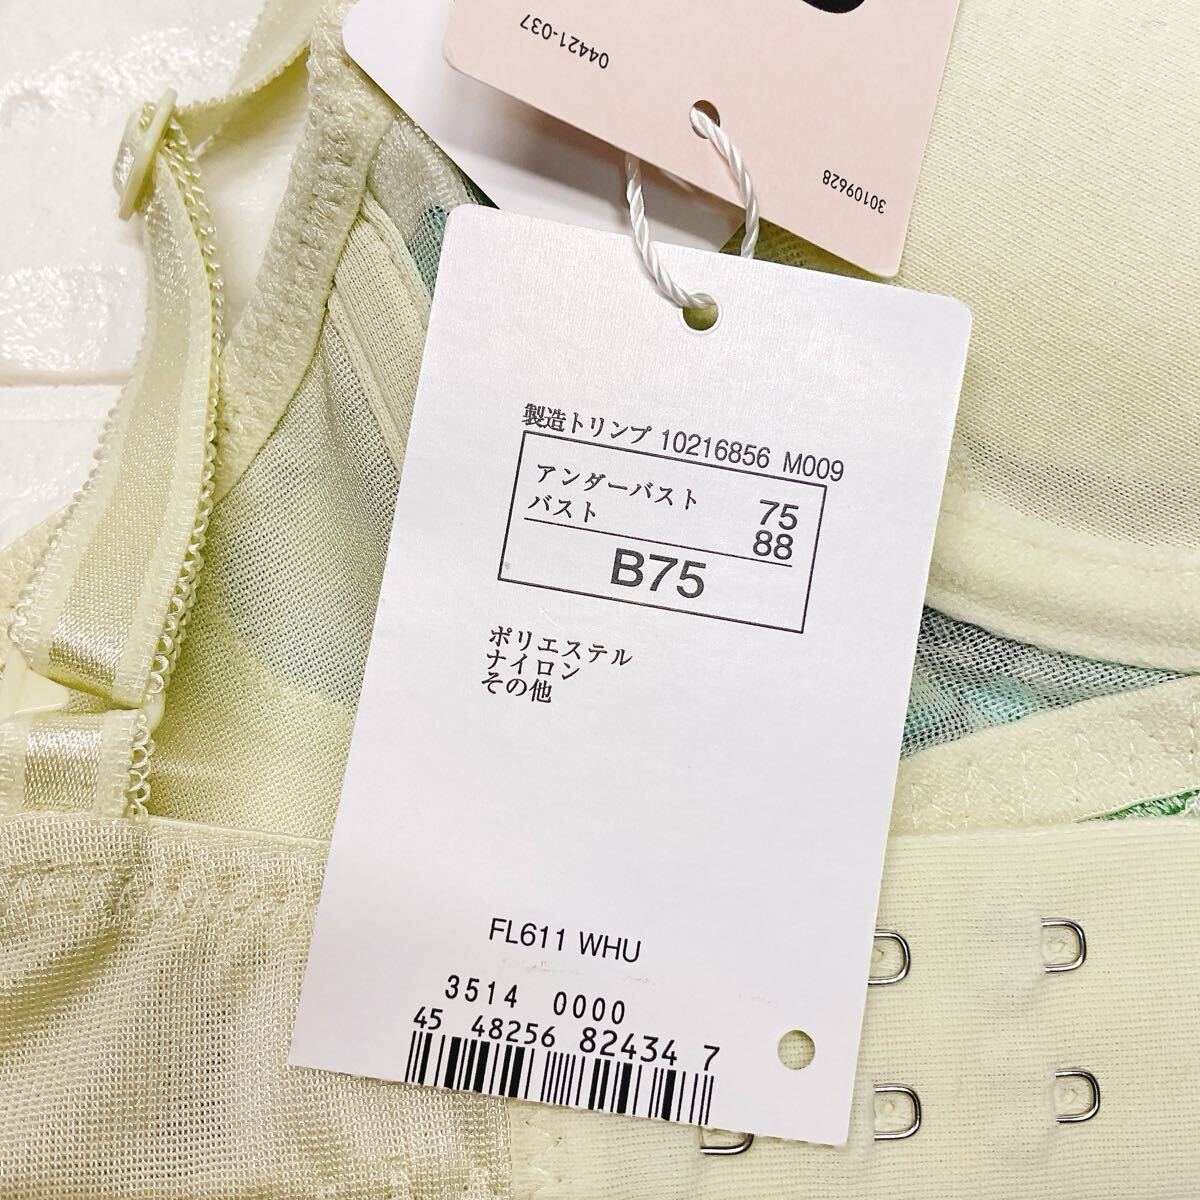 04421-037
30109628
製造トリンプ 10216856 M009
アンダーバスト 75
バスト 88
B75
ポリエステル
ナイロン
その他
FL611 WHU
3514 0000
45 48256 82434 7